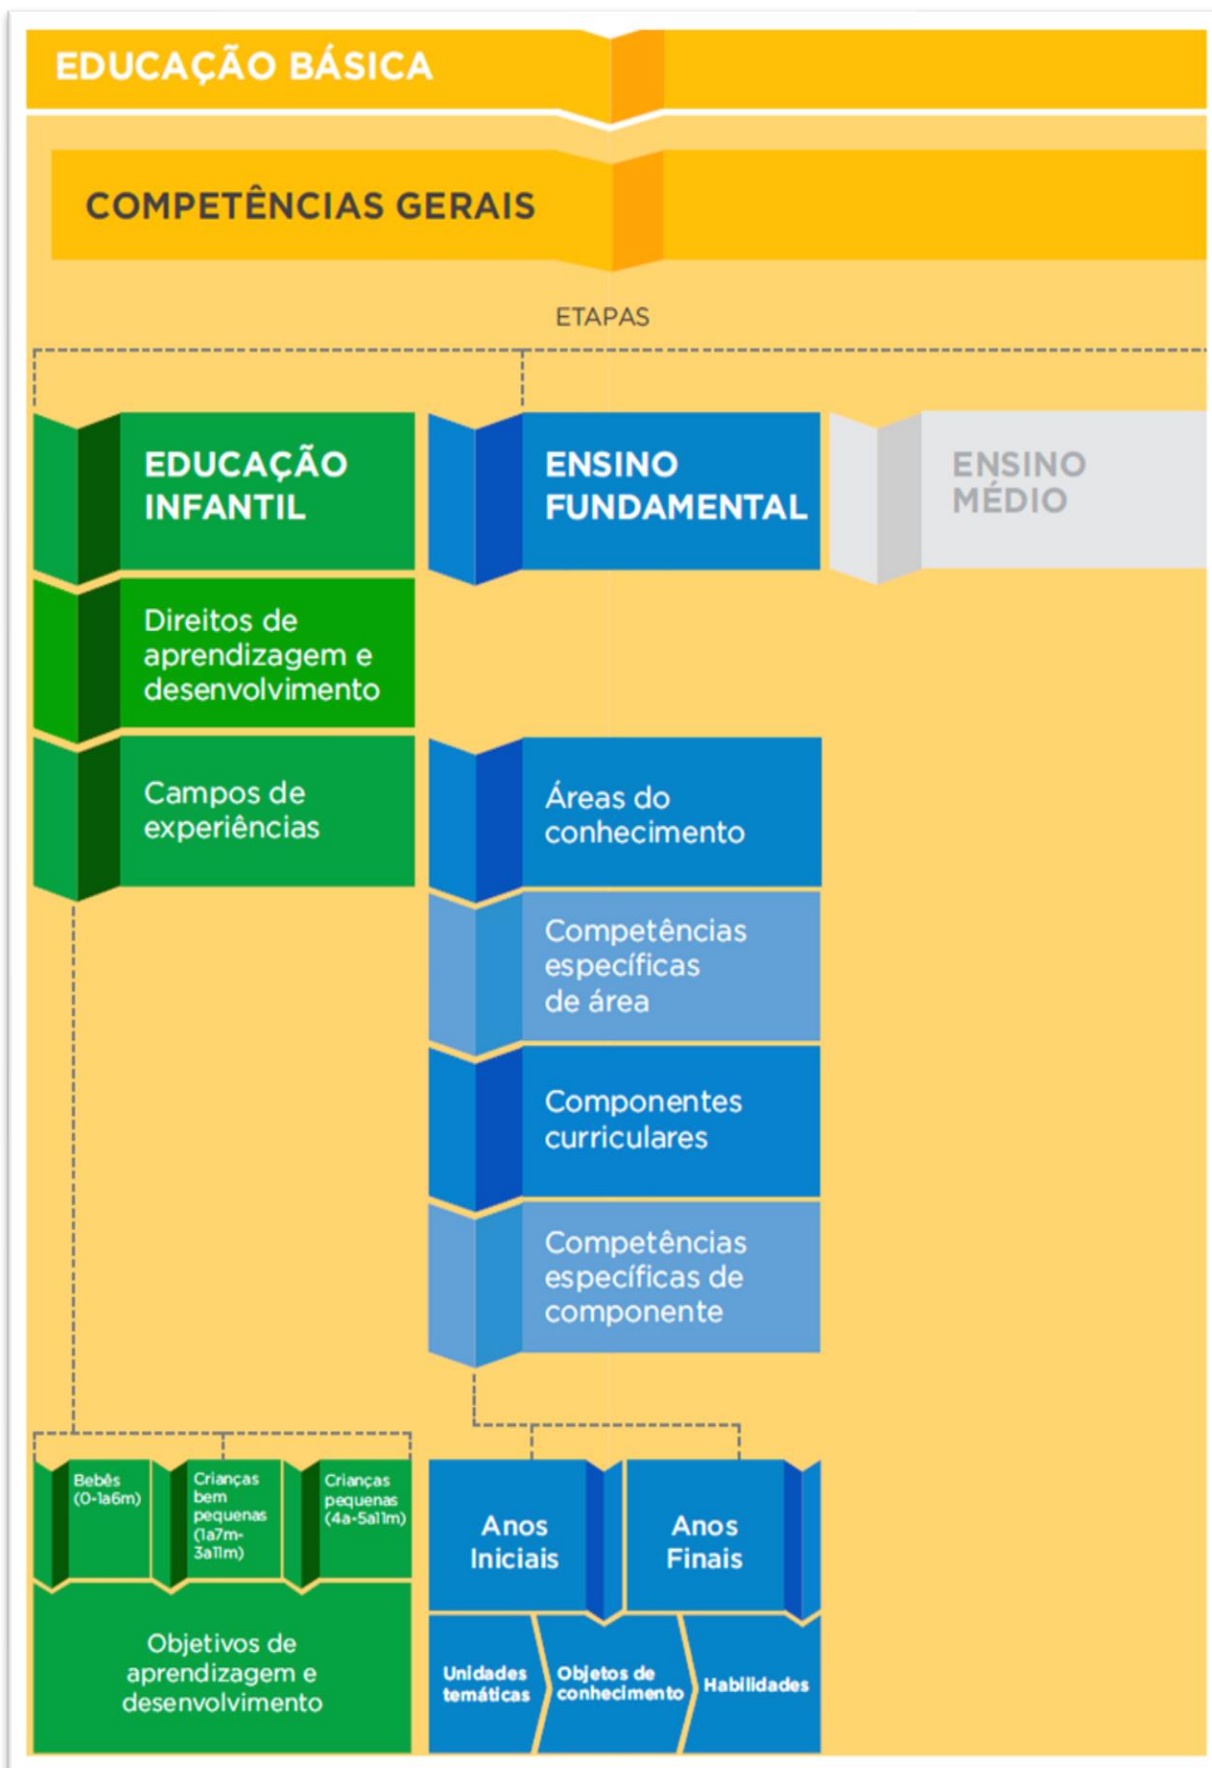 EDUCAÇÃO BÁSICA
COMPETÊNCIAS GERAIS
ETAPAS
EDUCAÇÃO
INFANTIL
Direitos de
aprendizagem e
desenvolvimento
Campos de
experiências
Bebês
(0-1a6m)
Crianças
bem
pequenas
(1a7m-
3a11m)
Crianças
pequenas
(4a-5a11m)
Objetivos de
aprendizagem e
desenvolvimento
ENSINO
FUNDAMENTAL
Áreas do
conhecimento
Competências
específicas
de área
Componentes
curriculares
Competências
específicas de
componente
Anos
Iniciais
Anos
Finais
Unidades
temáticas
Objetos de
conhecimento
Habilidades
ENSINO
MÉDIO